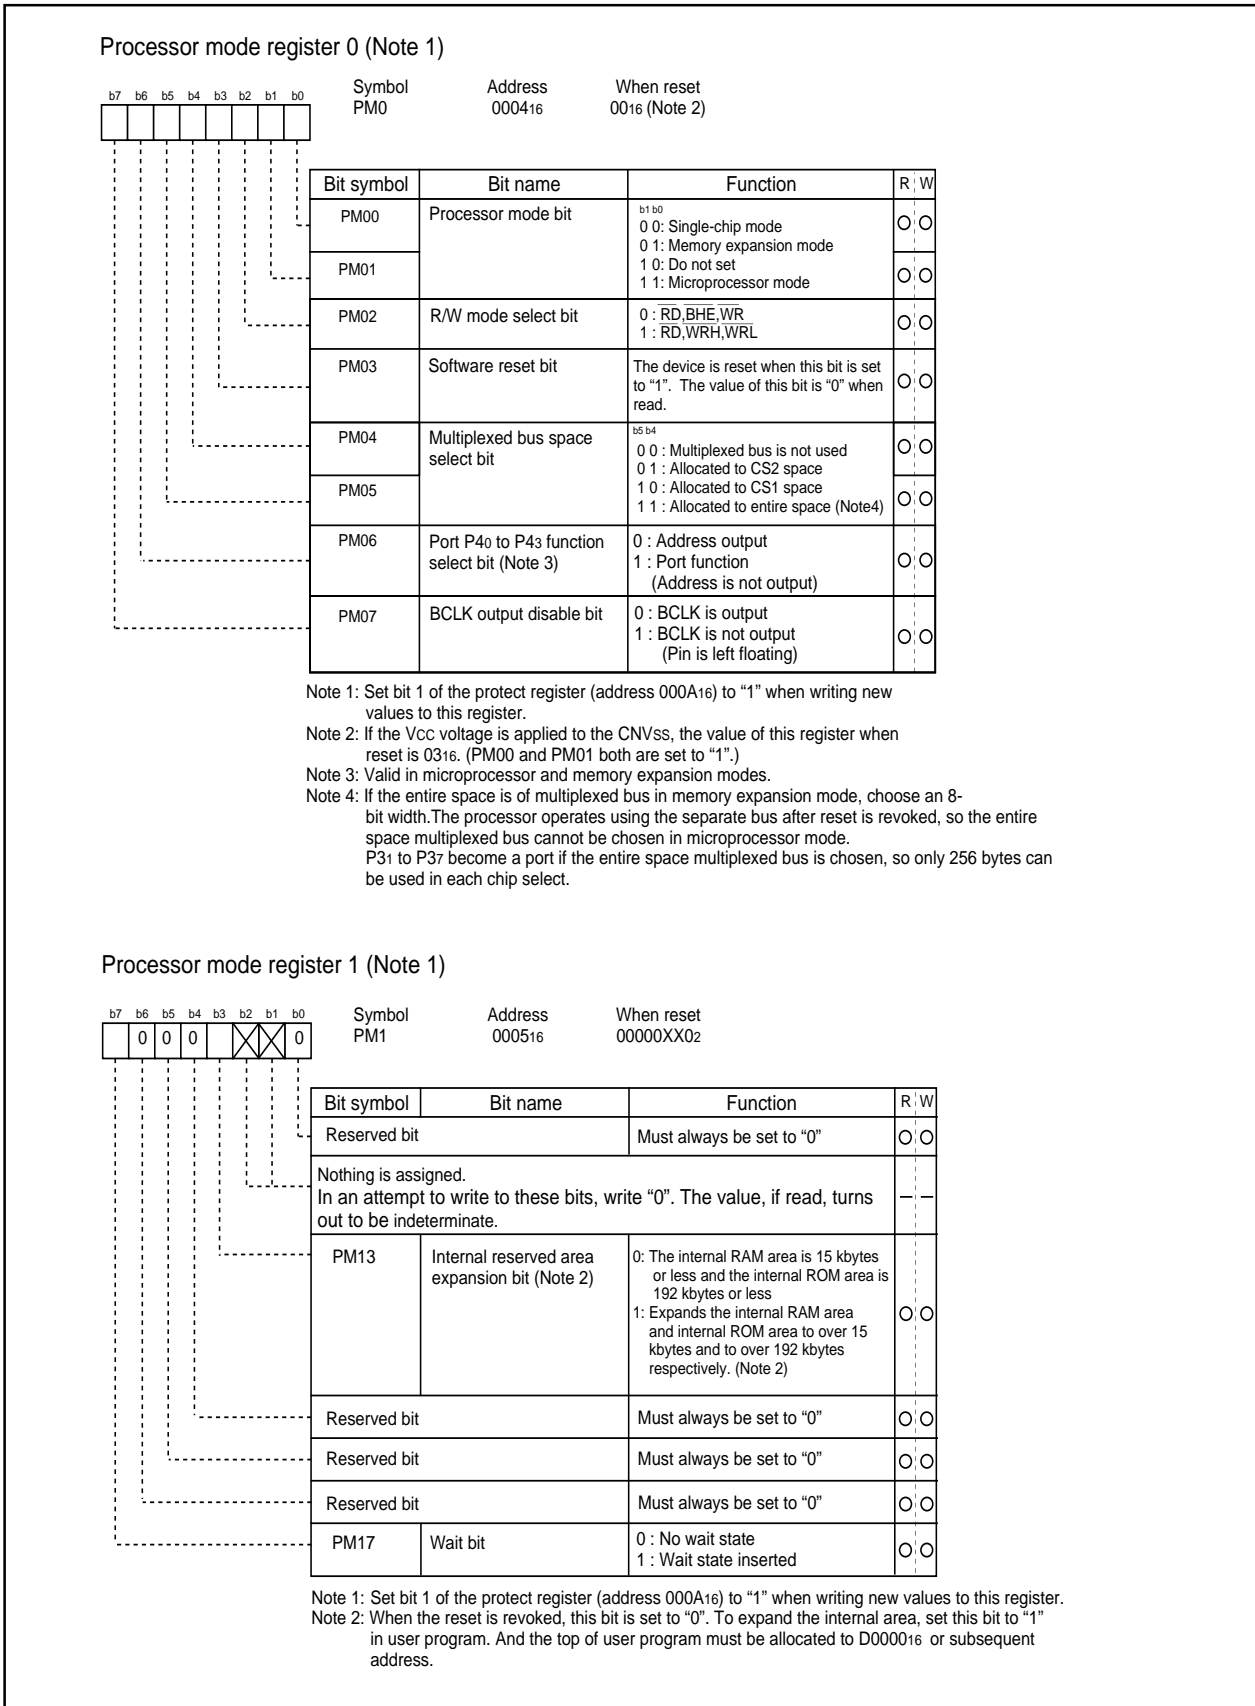 Processor mode register 0 (Note 1)
Symbol Address When reset
b7 b6 b5 b4 b3 b2 b1 b0
PM0 000416 0016 (Note 2)
Bit symbol Bit name Function R W
PM00 Processor mode bit b1 b0
0 0: Single-chip mode
0 1: Memory expansion mode
PM01 1 0: Do not set
1 1: Microprocessor mode
PM02 R/W mode select bit 0 : RD,BHE,WR
1 : RD,WRH,WRL
PM03 Software reset bit The device is reset when this bit is set
to “1”. The value of this bit is “0” when
read.
PM04 Multiplexed bus space b5 b4
select bit 0 0 : Multiplexed bus is not used
0 1 : Allocated to CS2 space
PM05 1 0 : Allocated to CS1 space
1 1 : Allocated to entire space (Note4)
PM06 Port P40 to P43 function 0 : Address output
select bit (Note 3) 1 : Port function
(Address is not output)
PM07 BCLK output disable bit 0 : BCLK is output
1 : BCLK is not output
(Pin is left floating)
Note 1: Set bit 1 of the protect register (address 000A16) to “1” when writing new
values to this register.
Note 2: If the VCC voltage is applied to the CNVSS, the value of this register when
reset is 0316. (PM00 and PM01 both are set to “1”.)
Note 3: Valid in microprocessor and memory expansion modes.
Note 4: If the entire space is of multiplexed bus in memory expansion mode, choose an 8-
bit width.The processor operates using the separate bus after reset is revoked, so the entire
space multiplexed bus cannot be chosen in microprocessor mode.
P31 to P37 become a port if the entire space multiplexed bus is chosen, so only 256 bytes can
be used in each chip select.
Processor mode register 1 (Note 1)
Symbol Address When reset
b7 b6 b5 b4 b3 b2 b1 b0
0 0 0 0 PM1 000516 00000XX02
Bit symbol Bit name Function R W
Reserved bit Must always be set to “0”
Nothing is assigned.
In an attempt to write to these bits, write “0”. The value, if read, turns
out to be indeterminate.
PM13 Internal reserved area 0: The internal RAM area is 15 kbytes
expansion bit (Note 2) or less and the internal ROM area is
192 kbytes or less
1: Expands the internal RAM area
and internal ROM area to over 15
kbytes and to over 192 kbytes
respectively. (Note 2)
Reserved bit Must always be set to “0”
Reserved bit Must always be set to “0”
Reserved bit Must always be set to “0”
PM17 Wait bit 0 : No wait state
1 : Wait state inserted
Note 1: Set bit 1 of the protect register (address 000A16) to “1” when writing new values to this register.
Note 2: When the reset is revoked, this bit is set to “0”. To expand the internal area, set this bit to “1”
in user program. And the top of user program must be allocated to D000016 or subsequent
address.